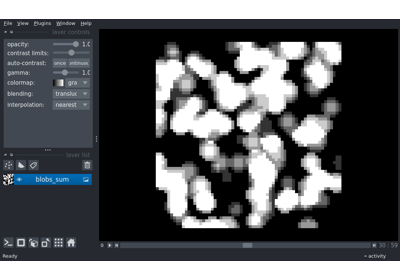 File View Plugins Window Help
layer controls
opacity: 1.(
contrast limits:
auto-contrast: once continuous
gamma: 1.(
colormap: gra
blending: translu
interpolation: nearest
layer list
blobs_sum
0 30 59
Ready activity